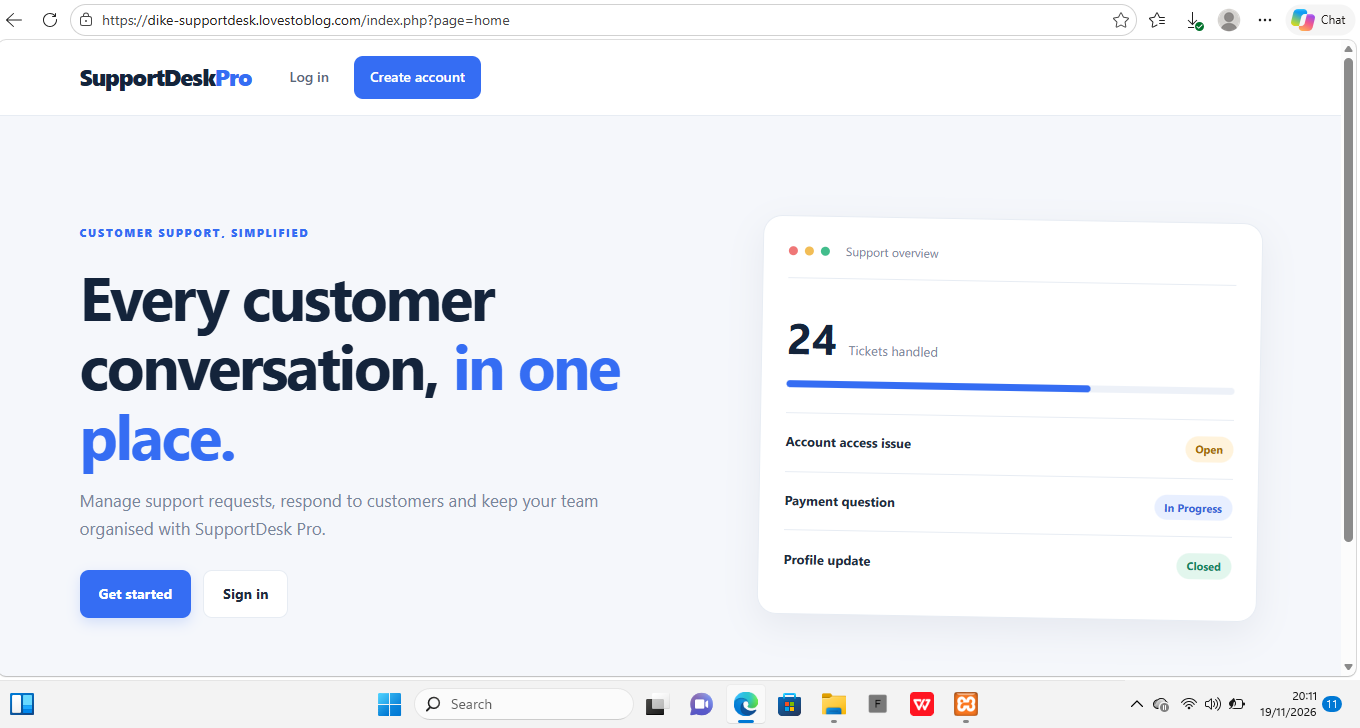 https://dike-supportdesk.lovestoblog.com/index.php?page=home
Chat
SupportDeskPro
Log in
Create account
CUSTOMER SUPPORT, SIMPLIFIED
Every customer
conversation, in one
place.
Manage support requests, respond to customers and keep your team
organised with SupportDesk Pro.
Get started
Sign in
Support overview
24 Tickets handled
Account access issue
Open
Payment question
In Progress
Profile update
Closed
Search
F
W
20:11
19/11/2026
11